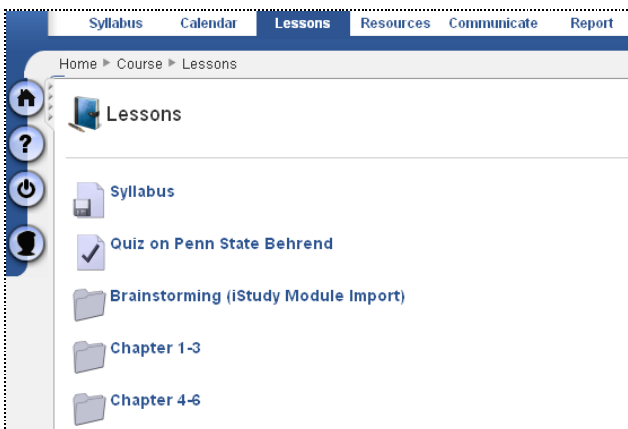 Syllabus Calendar Lessons Resources Communicate Report
Home Course Lessons
Lessons
?
Syllabus
Quiz on Penn State Behrend
Brainstorming (iStudy Module Import)
Chapter 1-3
Chapter 4-6